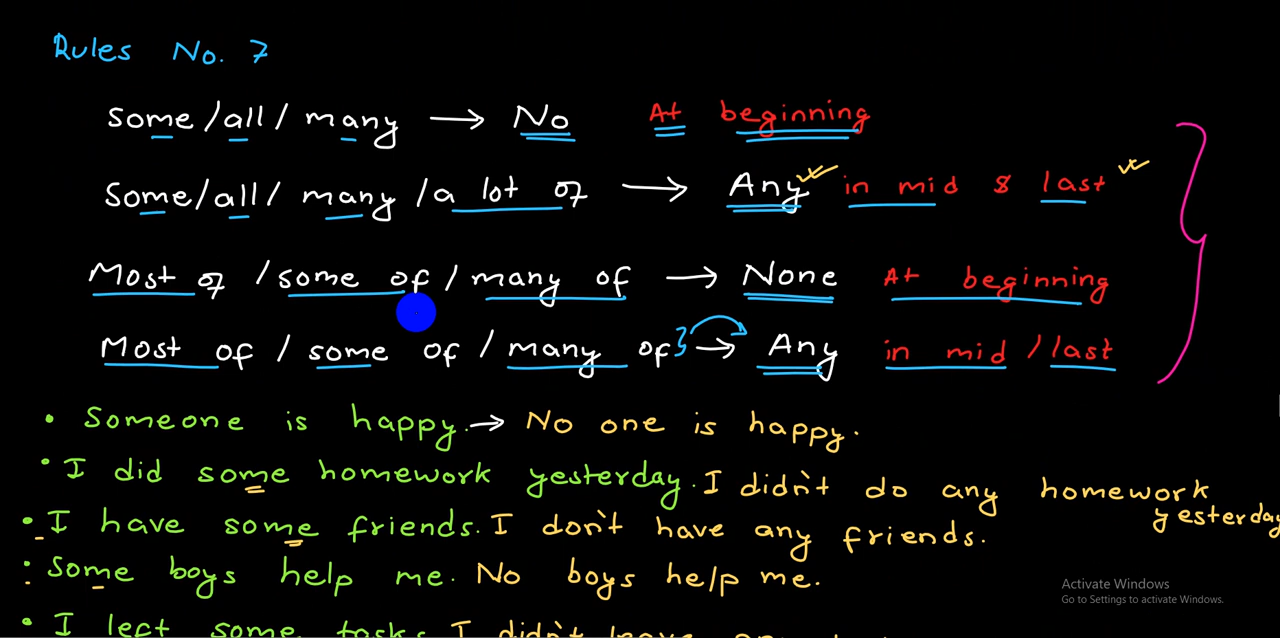 Rules No. 7
Some/all/many → No At beginning
Some/all/many/a lot of → Any in mid & last
Most of/some of/many of → None At beginning
Most of/some of/many of → Any in mid/last
• Someone is happy. → No one is happy.
• I did some homework yesterday. I didn't do any homework yesterday
• I have some friends. I don't have any friends.
• Some boys help me. No boys help me.
• I left some tasks. I didn't leave
Activate Windows
Go to Settings to activate Windows.